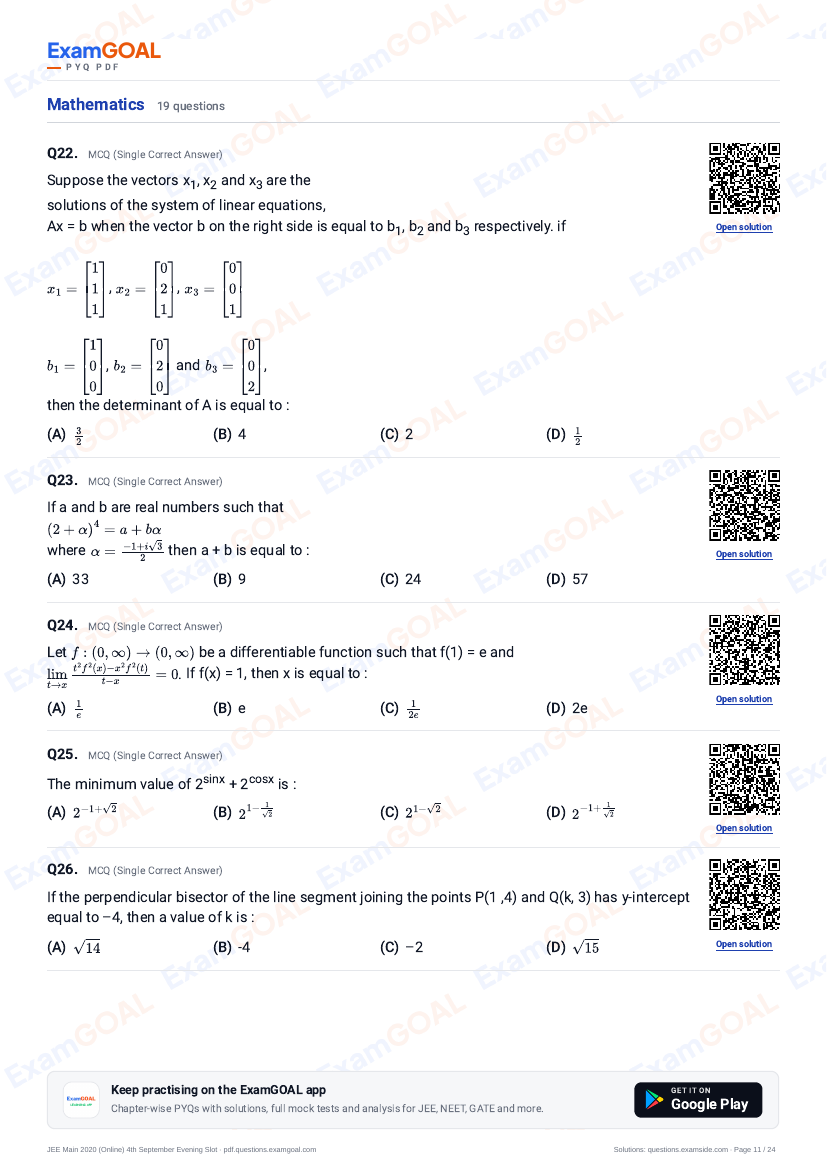 ExamGOAL
PYQ PDF
Mathematics 19 questions
Q22. MCQ (Single Correct Answer)
Suppose the vectors x₁, x₂ and x₃ are the
solutions of the system of linear equations,
Ax = b when the vector b on the right side is equal to b₁, b₂ and b₃ respectively. if
x₁ = [1 1 1], x₂ = [0 2 1], x₃ = [0 0 1]
b₁ = [1 0 0], b₂ = [0 2 0] and b₃ = [0 0 2],
then the determinant of A is equal to :
(A) 3/2 (B) 4 (C) 2 (D) 1/2
Open solution
Q23. MCQ (Single Correct Answer)
If a and b are real numbers such that
(2 + α)⁴ = a + bα
where α = (−1+i√3)/2 then a + b is equal to :
(A) 33 (B) 9 (C) 24 (D) 57
Open solution
Q24. MCQ (Single Correct Answer)
Let f : (0, ∞) → (0, ∞) be a differentiable function such that f(1) = e and
lim t→x (t²f²(x)−x²f²(t))/(t−x) = 0. If f(x) = 1, then x is equal to :
(A) 1/e (B) e (C) 1/2e (D) 2e
Open solution
Q25. MCQ (Single Correct Answer)
The minimum value of 2^sinx + 2^cosx is :
(A) 2^(−1+√2) (B) 2^(1−1/√2) (C) 2^(1−√2) (D) 2^(−1+1/√2)
Open solution
Q26. MCQ (Single Correct Answer)
If the perpendicular bisector of the line segment joining the points P(1 ,4) and Q(k, 3) has y-intercept
equal to −4, then a value of k is :
(A) √14 (B) -4 (C) −2 (D) √15
Open solution
Keep practising on the ExamGOAL app
Chapter-wise PYQs with solutions, full mock tests and analysis for JEE, NEET, GATE and more.
GET IT ON
Google Play
JEE Main 2020 (Online) 4th September Evening Slot · pdf.questions.examgoal.com
Solutions: questions.examside.com · Page 11 / 24